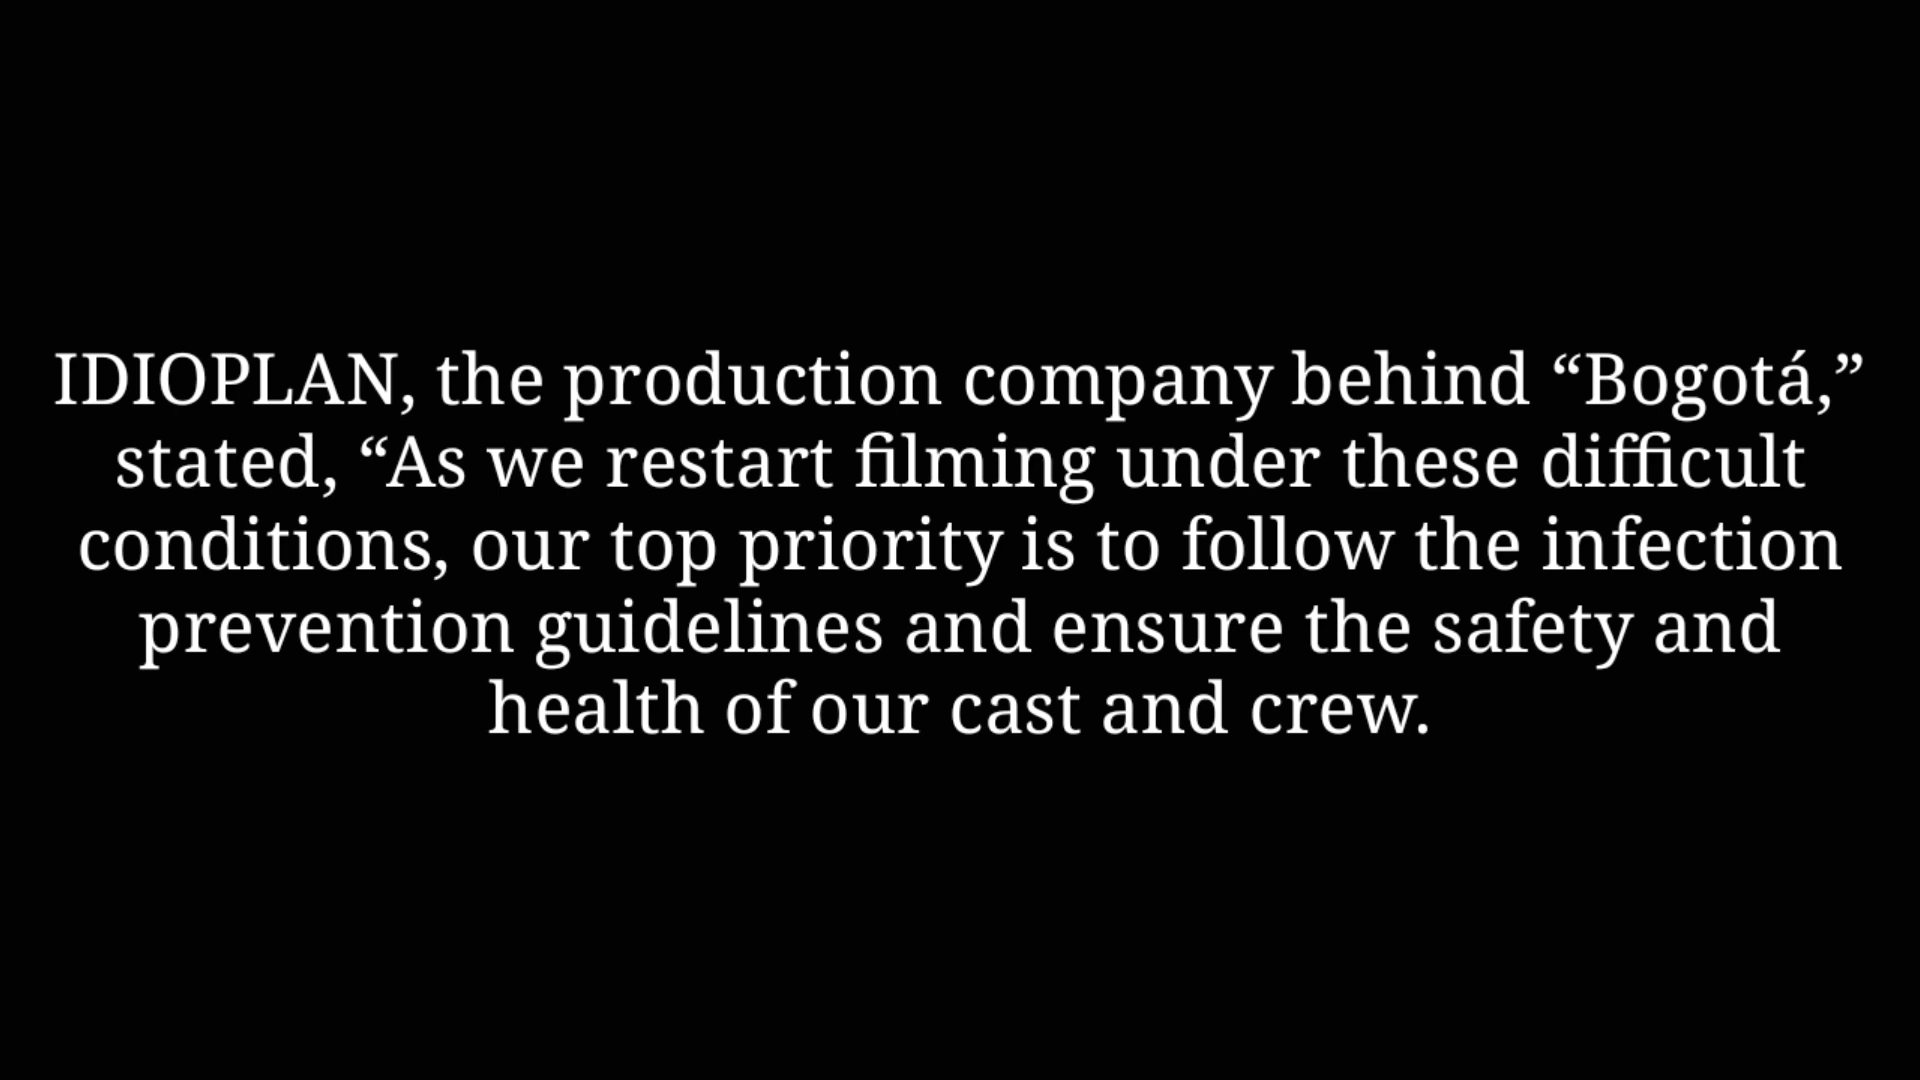 IDIOPLAN, the production company behind “Bogotá,”
stated, “As we restart filming under these difficult
conditions, our top priority is to follow the infection
prevention guidelines and ensure the safety and
health of our cast and crew.